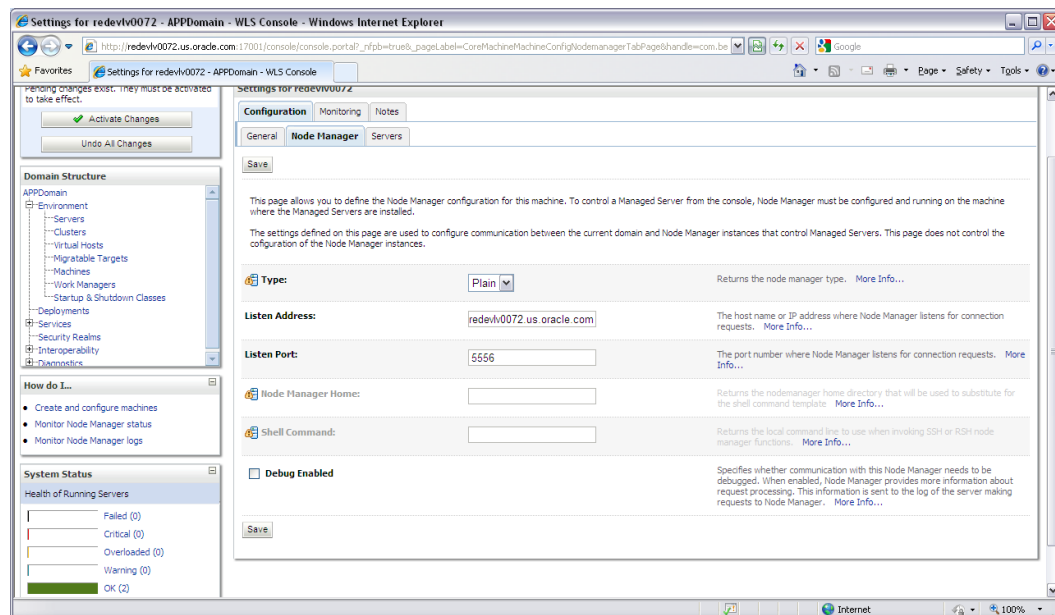 Settings for redevlv0072 - APPDomain - WLS Console - Windows Internet Explorer
http://redevlv0072.us.oracle.com:17001/console/console.portal?_nfpb=true&_pageLabel=CoreMachineMachineConfigNodemanagerTabPage&handle=com.be
Google
Favorites
Settings for redevlv0072 - APPDomain - WLS Console
Page
Safety
Tools
Pending changes exist. They must be activated
to take effect.
Activate Changes
Undo All Changes
Domain Structure
APPDomain
Environment
Servers
Clusters
Virtual Hosts
Migratable Targets
Machines
Work Managers
Startup & Shutdown Classes
Deployments
Services
Security Realms
Interoperability
Diagnostics
How do I...
Create and configure machines
Monitor Node Manager status
Monitor Node Manager logs
System Status
Health of Running Servers
Failed (0)
Critical (0)
Overloaded (0)
Warning (0)
OK (2)
Settings for redevlv0072
Configuration Monitoring Notes
General Node Manager Servers
Save
This page allows you to define the Node Manager configuration for this machine. To control a Managed Server from the console, Node Manager must be configured and running on the machine
where the Managed Servers are installed.
The settings defined on this page are used to configure communication between the current domain and Node Manager instances that control Managed Servers. This page does not control the
cofiguration of the Node Manager instances.
Type: Plain Returns the node manager type. More Info...
Listen Address: redevlv0072.us.oracle.com The host name or IP address where Node Manager listens for connection
requests. More Info...
Listen Port: 5556 The port number where Node Manager listens for connection requests. More
Info...
Node Manager Home: Returns the nodemanager home directory that will be used to substitute for
the shell command template More Info...
Shell Command: Returns the local command line to use when invoking SSH or RSH node
manager functions. More Info...
Debug Enabled Specifies whether communication with this Node Manager needs to be
debugged. When enabled, Node Manager provides more information about
request processing. This information is sent to the log of the server making
requests to Node Manager. More Info...
Save
Internet
100%